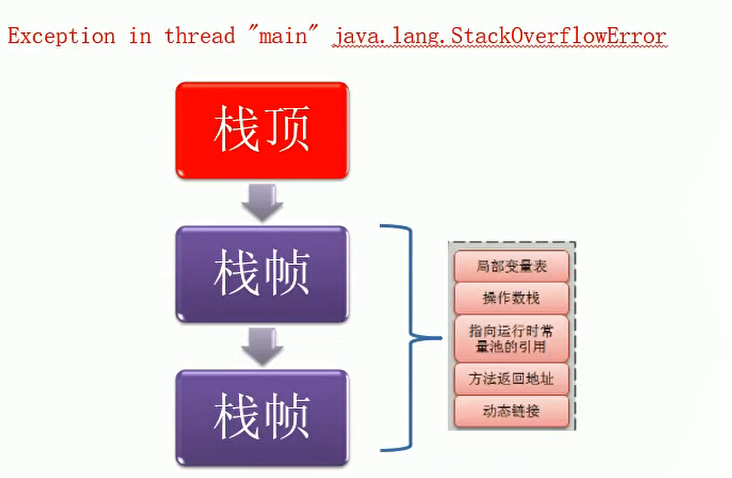 Exception in thread "main" java.lang.StackOverflowError
栈顶
栈帧
栈帧
局部变量表
操作数栈
指向运行时常
量池的引用
方法返回地址
动态链接